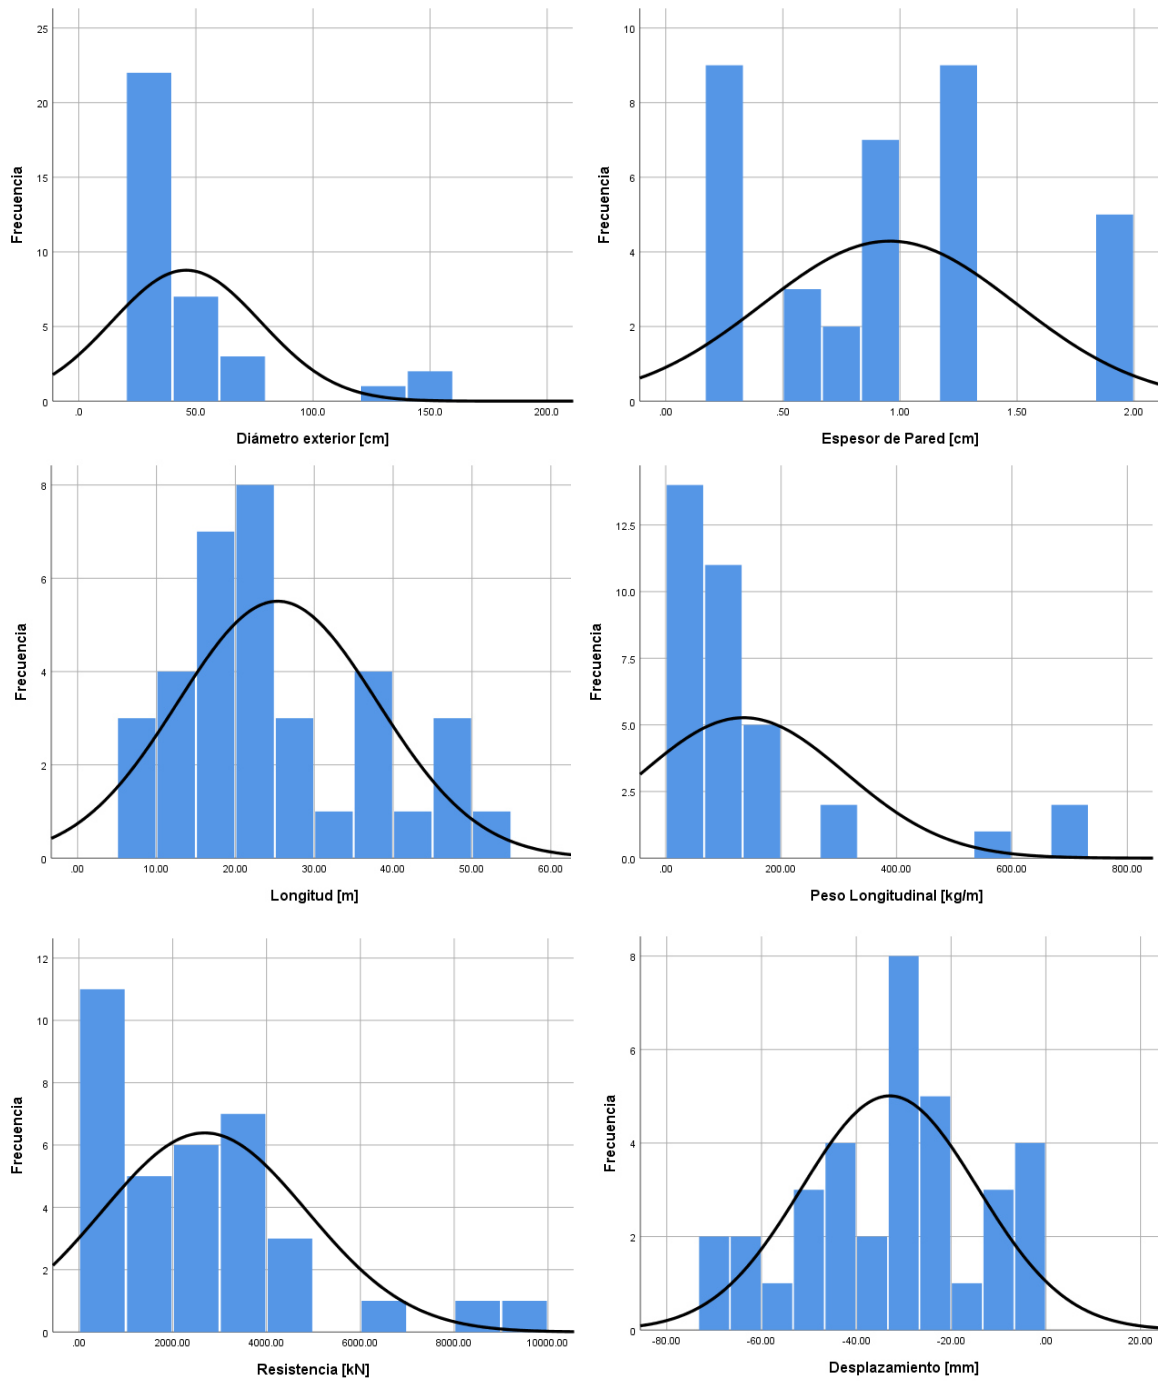 25
20
15
10
5
0
Frecuencia
.0 50.0 100.0 150.0 200.0
Diámetro exterior [cm]
10
8
6
4
2
0
Frecuencia
.00 .50 1.00 1.50 2.00
Espesor de Pared [cm]
8
6
4
2
0
Frecuencia
.00 10.00 20.00 30.00 40.00 50.00 60.00
Longitud [m]
12.5
10.0
7.5
5.0
2.5
0.0
Frecuencia
.00 200.00 400.00 600.00 800.00
Peso Longitudinal [kg/m]
12
10
8
6
4
2
0
Frecuencia
.00 2000.00 4000.00 6000.00 8000.00 10000.00
Resistencia [kN]
8
6
4
2
0
Frecuencia
-80.00 -60.00 -40.00 -20.00 .00 20.00
Desplazamiento [mm]